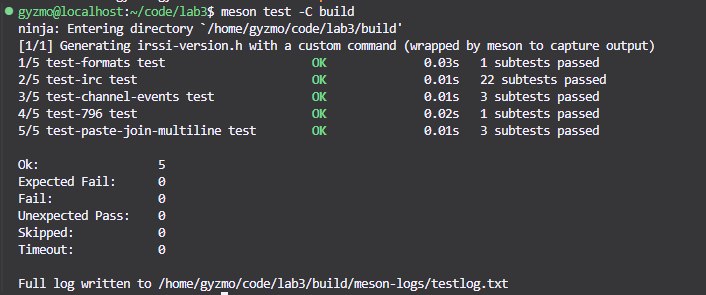 gyzmo@localhost:~/code/lab3$ meson test -C build
ninja: Entering directory `/home/gyzmo/code/lab3/build'
[1/1] Generating irssi-version.h with a custom command (wrapped by meson to capture output)
1/5 test-formats test OK 0.03s 1 subtests passed
2/5 test-irc test OK 0.01s 22 subtests passed
3/5 test-channel-events test OK 0.01s 3 subtests passed
4/5 test-796 test OK 0.02s 1 subtests passed
5/5 test-paste-join-multiline test OK 0.01s 3 subtests passed
Ok: 5
Expected Fail: 0
Fail: 0
Unexpected Pass: 0
Skipped: 0
Timeout: 0
Full log written to /home/gyzmo/code/lab3/build/meson-logs/testlog.txt